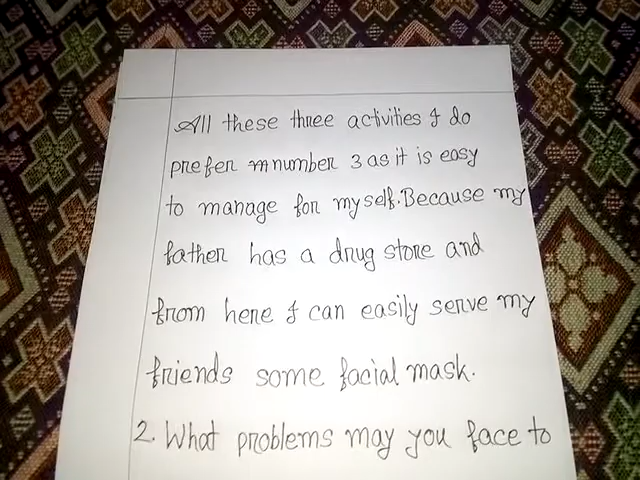 All these three activities I do
prefer number 3 as it is easy
to manage for myself. Because my
father has a drug store and
from here I can easily serve my
friends some facial mask.
2. What problems may you face to